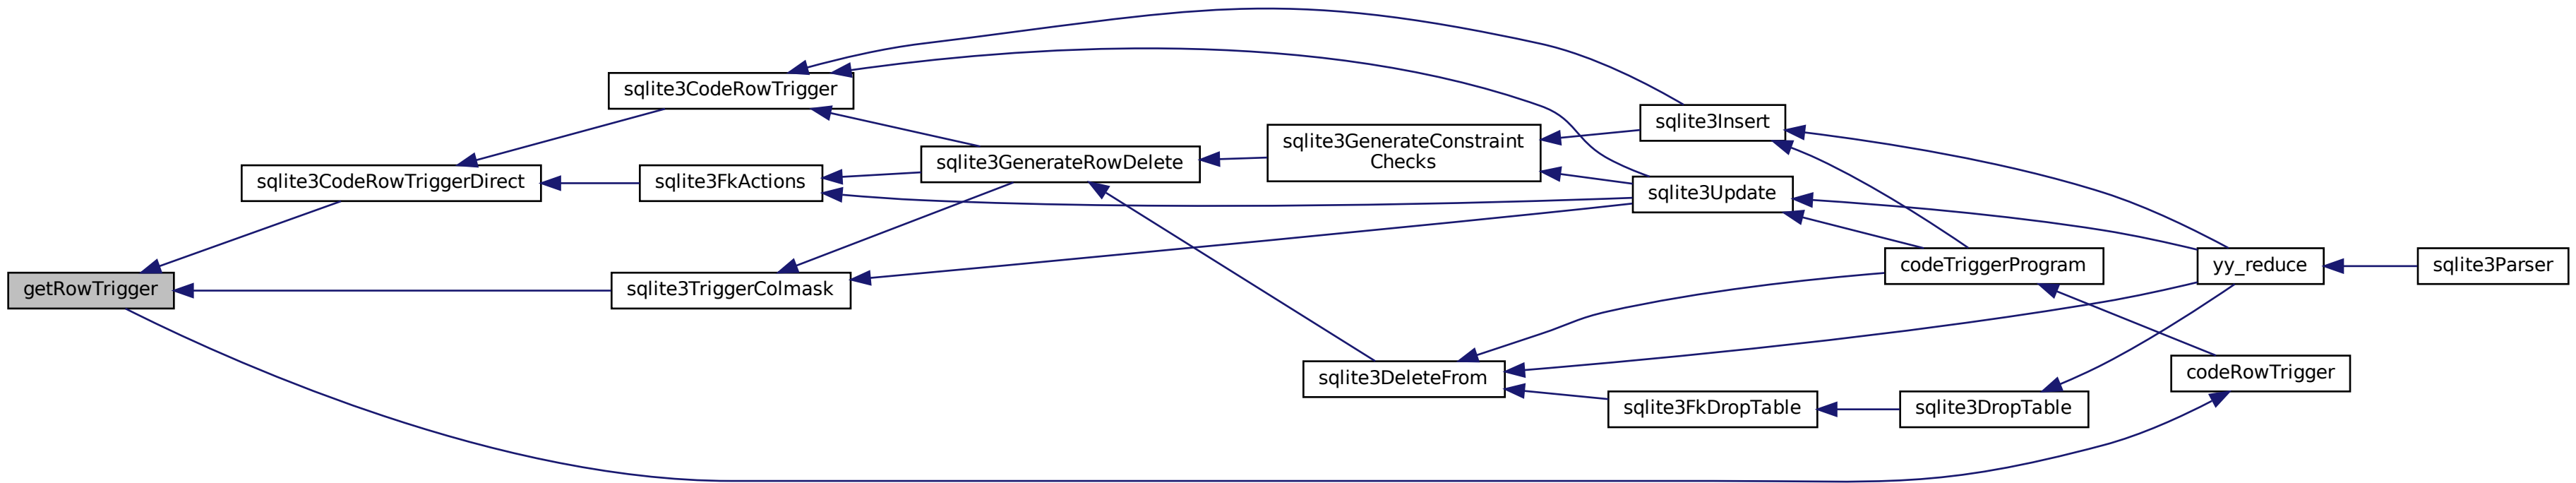 getRowTrigger
sqlite3CodeRowTriggerDirect
sqlite3CodeRowTrigger
sqlite3FkActions
sqlite3TriggerColmask
sqlite3GenerateRowDelete
sqlite3GenerateConstraint
Checks
sqlite3DeleteFrom
sqlite3Insert
sqlite3Update
sqlite3FkDropTable
codeTriggerProgram
sqlite3DropTable
yy_reduce
codeRowTrigger
sqlite3Parser